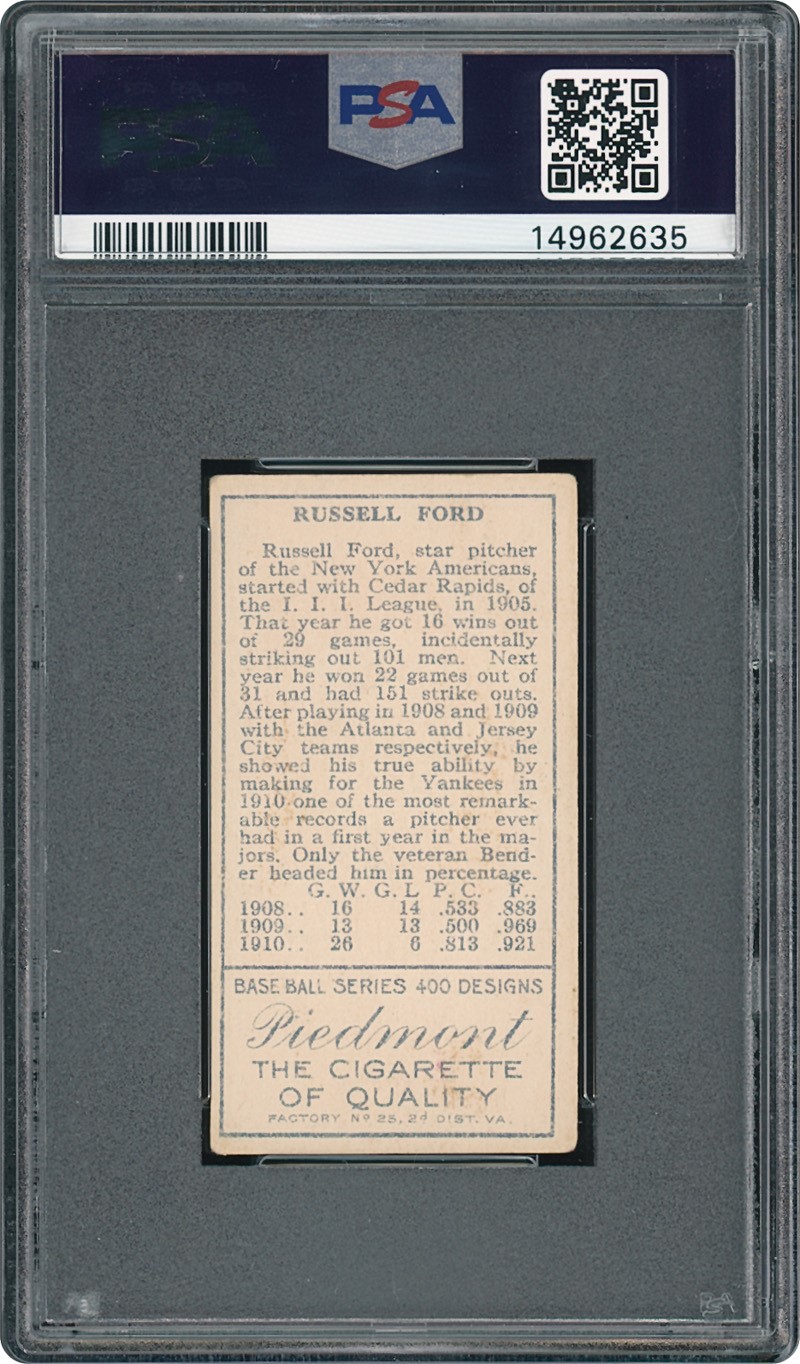 PSA
14962635
RUSSELL FORD
Russell Ford, star pitcher
of the New York Americans,
started with Cedar Rapids, of
the I. I. I. League, in 1905.
That year he got 16 wins out
of 29 games, incidentally
striking out 101 men. Next
year he won 22 games out of
31 and had 151 strike outs.
After playing in 1908 and 1909
with the Atlanta and Jersey
City teams respectively, he
showed his true ability by
making for the Yankees in
1910 one of the most remark-
able records a pitcher ever
had in a first year in the ma-
jors. Only the veteran Bend-
er headed him in percentage.
G. W. G. L P. C. F..
1908.. 16 14 .533 .883
1909.. 13 13 .500 .969
1910.. 26 6 .813 .921
BASE BALL SERIES 400 DESIGNS
Piedmont
THE CIGARETTE
OF QUALITY
FACTORY Nº 25, 2d DIST. VA.
PSA